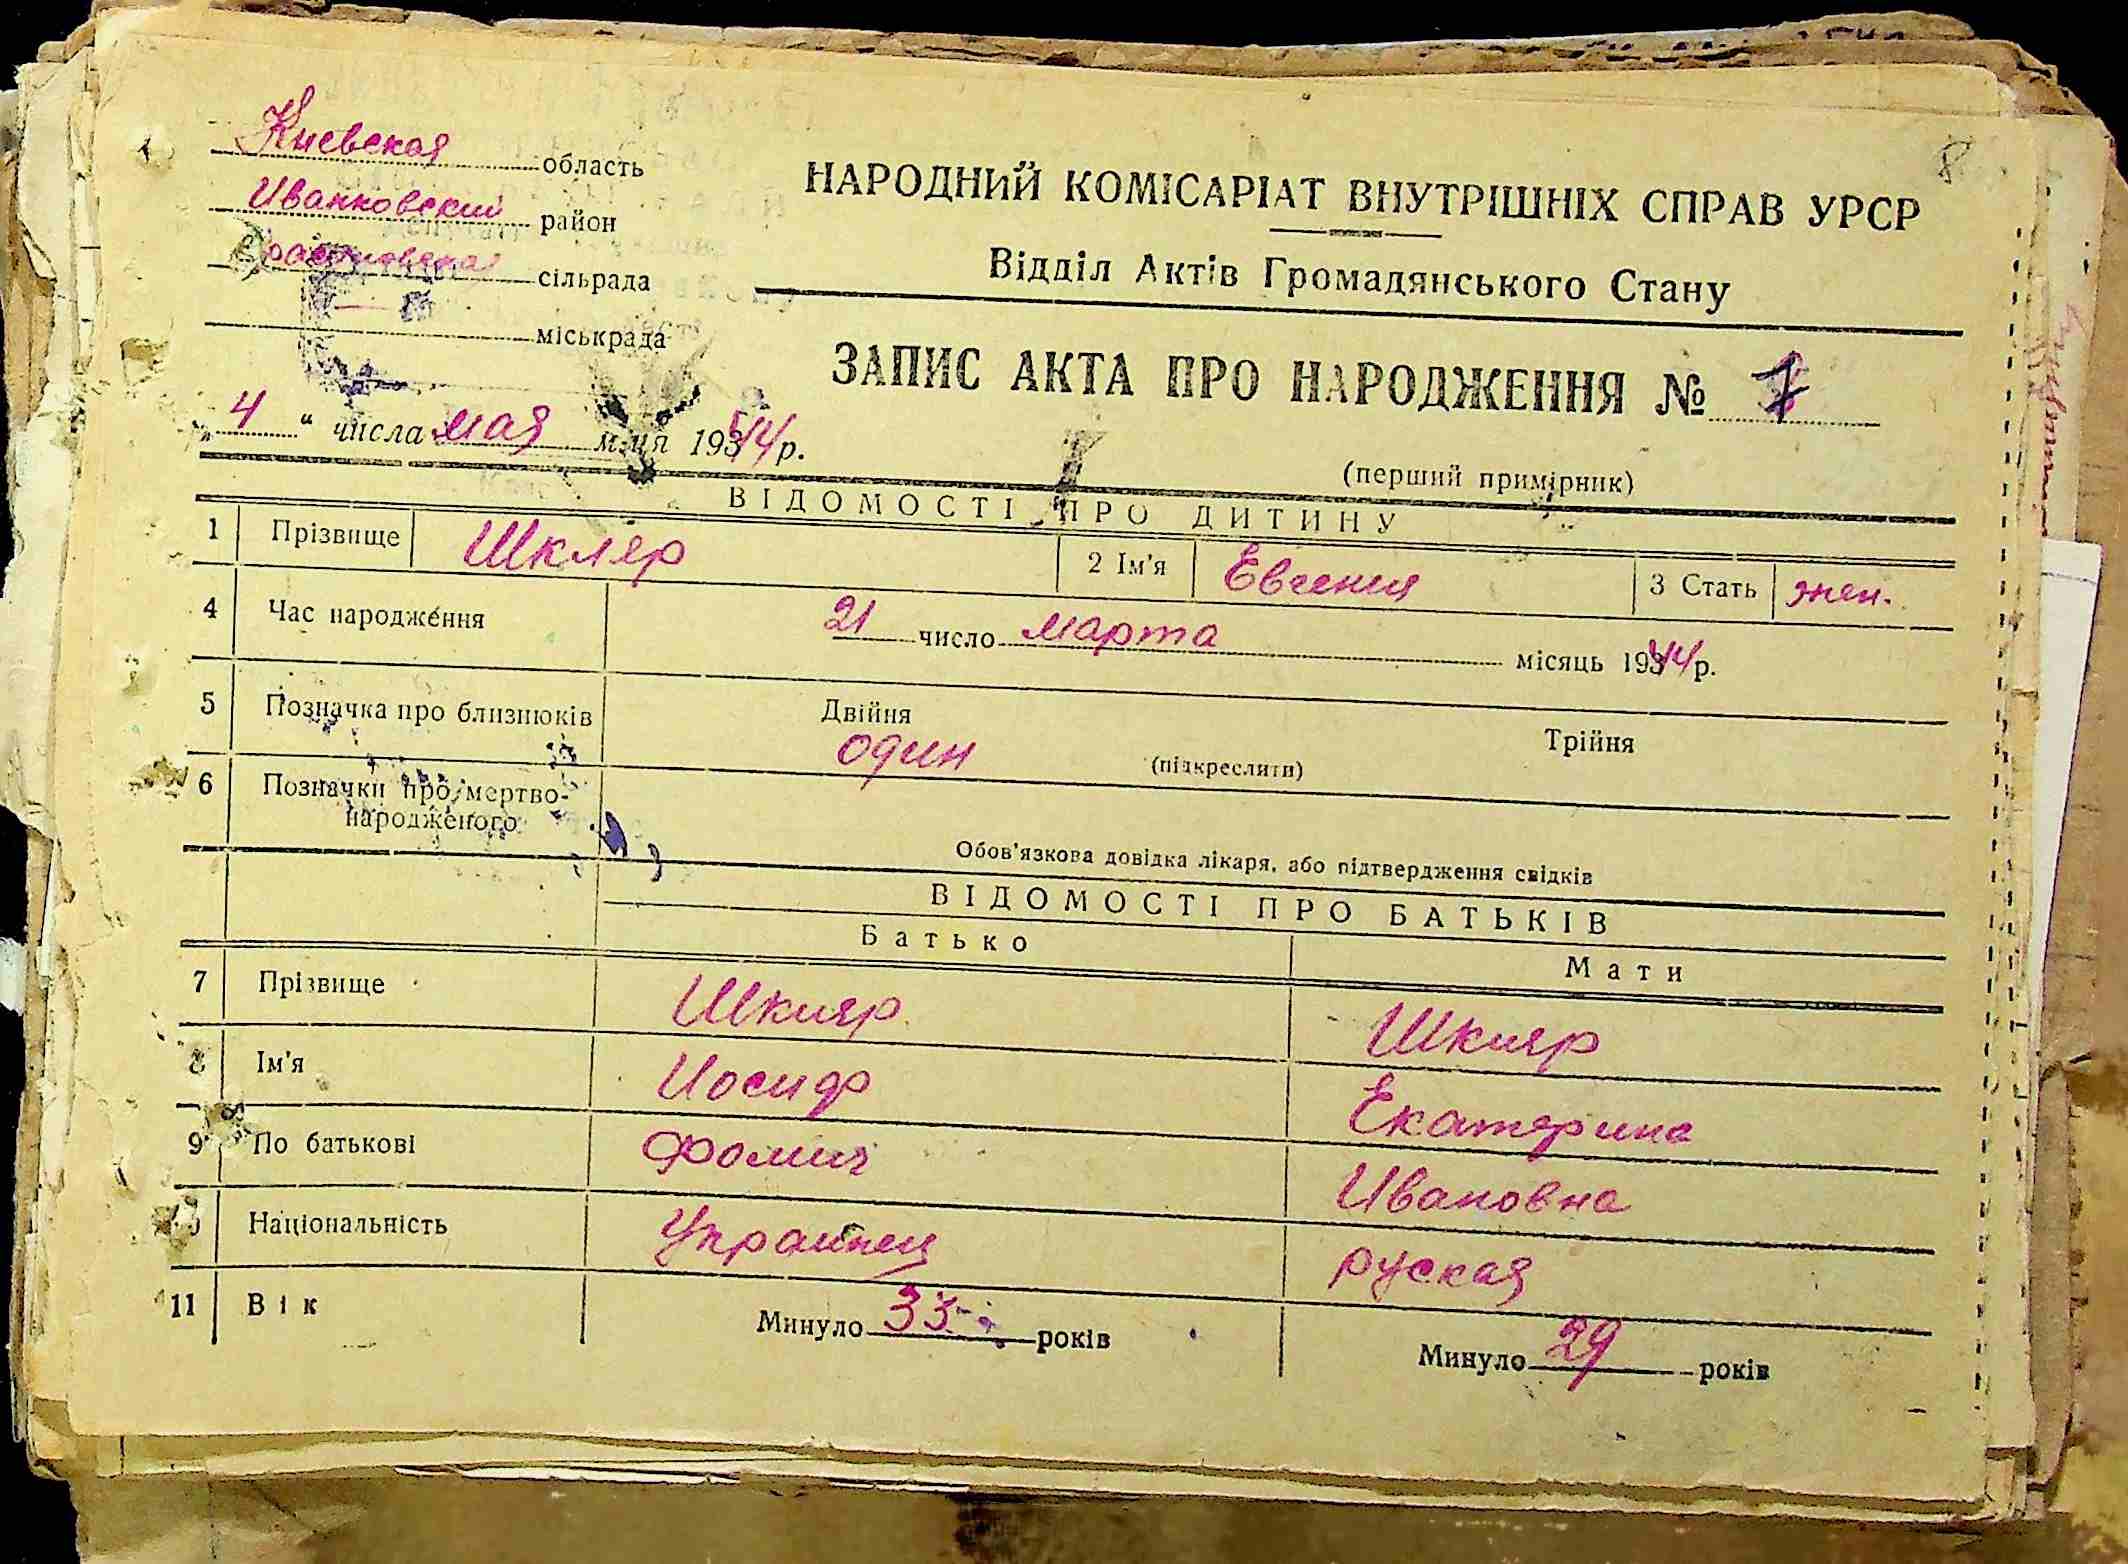 8
Киевская область
Иванковский район
сільрада
міськрада
НАРОДНИЙ КОМІСАРІАТ ВНУТРІШНІХ СПРАВ УРСР
Відділ Актів Громадянського Стану
ЗАПИС АКТА ПРО НАРОДЖЕННЯ № 7
„4“ числа мая м-ця 1944 р.
(перший примірник)
ВІДОМОСТІ ПРО ДИТИНУ
1 Прізвище Шкляр 2 Ім'я Евгения 3 Стать жен.
4 Час народження 21 число марта місяць 1944 р.
5 Позначка про близнюків Двійня Трійня
один (підкреслити)
6 Позначки про мертво-
народженого
Обов'язкова довідка лікаря, або підтвердження свідків
ВІДОМОСТІ ПРО БАТЬКІВ
Батько Мати
7 Прізвище Шкляр Шкляр
8 Ім'я Иосиф Екатерина
9 По батькові Фомич Ивановна
10 Національність Украинец руская
11 Вік Минуло 33 років Минуло 29 років